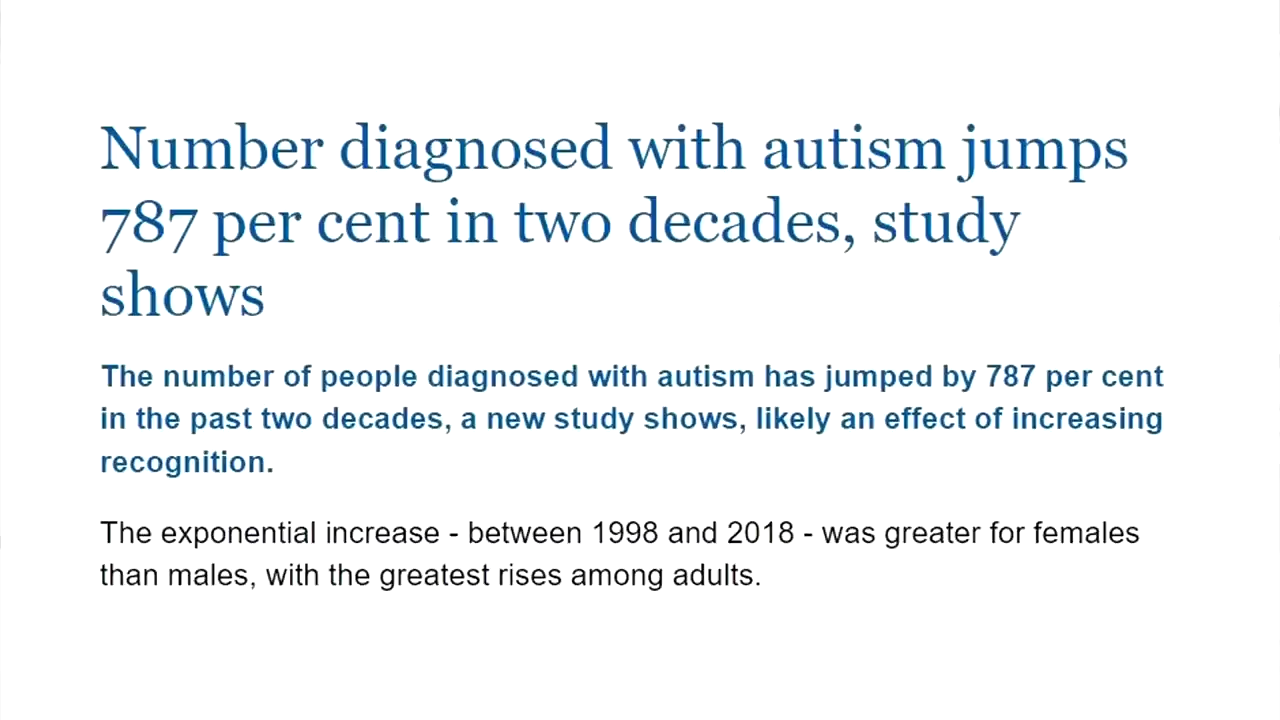 Number diagnosed with autism jumps
787 per cent in two decades, study
shows
The number of people diagnosed with autism has jumped by 787 per cent
in the past two decades, a new study shows, likely an effect of increasing
recognition.
The exponential increase - between 1998 and 2018 - was greater for females
than males, with the greatest rises among adults.